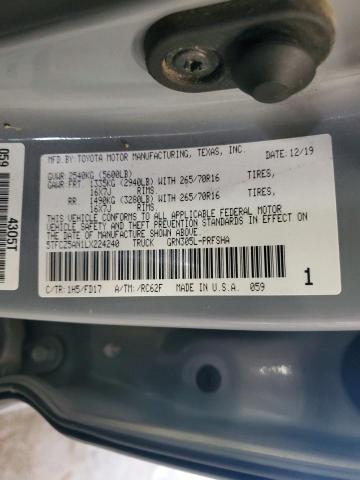 MFD. BY: TOYOTA MOTOR MANUFACTURING, TEXAS, INC. DATE: 12/19
GVWR 2540KG (5600LB)
GAWR FRT. 1335KG (2940LB) WITH 265/70R16 TIRES,
16X7J RIMS.
RR. 1490KG (3280LB) WITH 265/70R16 TIRES,
16X7J RIMS.
THIS VEHICLE CONFORMS TO ALL APPLICABLE FEDERAL MOTOR
VEHICLE SAFETY STANDARDS IN EFFECT ON
THE DATE OF MANUFACTURE SHOWN ABOVE.
5TFCZ5AN1LX224240 TRUCK GRN305L-PRFSHA
C/TR: 1H5/FD17 A/TM: /RC62F MADE IN U.S.A. 059 1
059 4305T